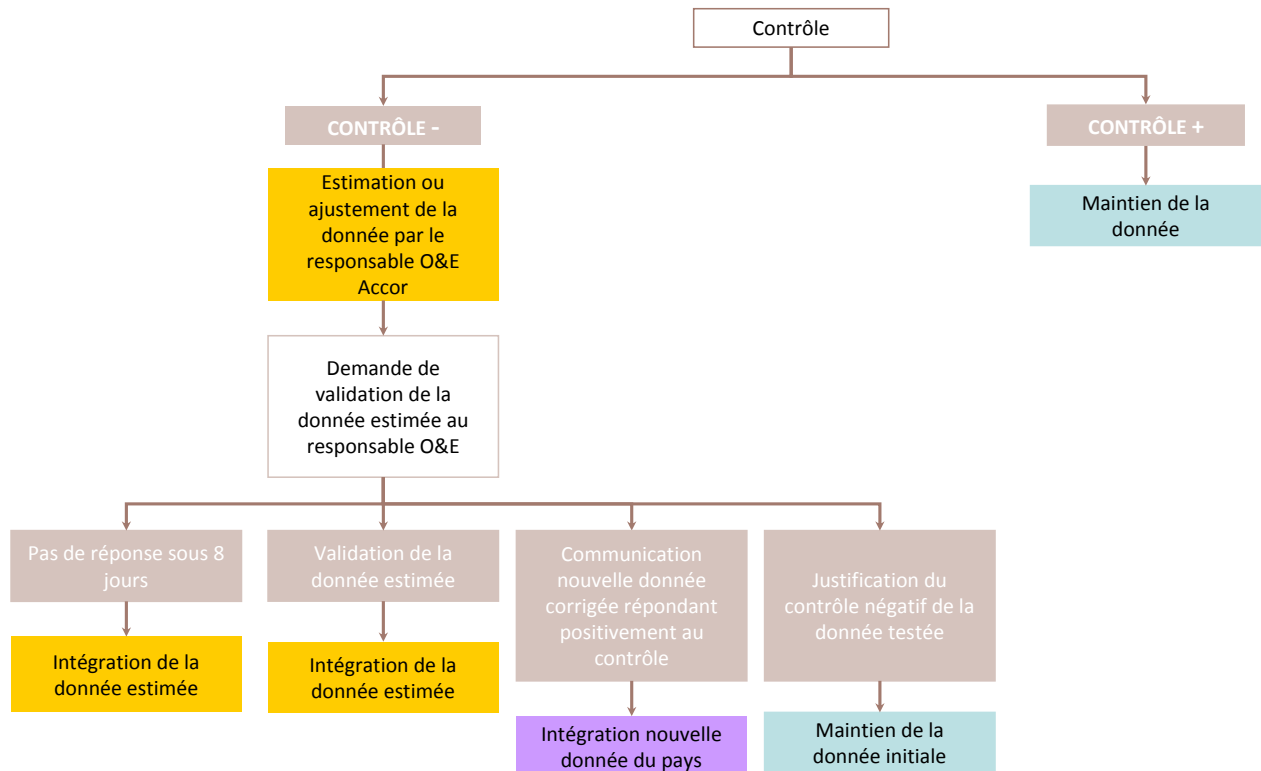 Contrôle
CONTRÔLE -
CONTRÔLE +
Estimation ou
ajustement de la
donnée par le
responsable O&E
Accor
Maintien de la
donnée
Demande de
validation de la
donnée estimée au
responsable O&E
Pas de réponse sous 8
jours
Validation de la
donnée estimée
Communication
nouvelle donnée
corrigée répondant
positivement au
contrôle
Justification du
contrôle négatif de la
donnée testée
Intégration de la
donnée estimée
Intégration de la
donnée estimée
Intégration nouvelle
donnée du pays
Maintien de la
donnée initiale